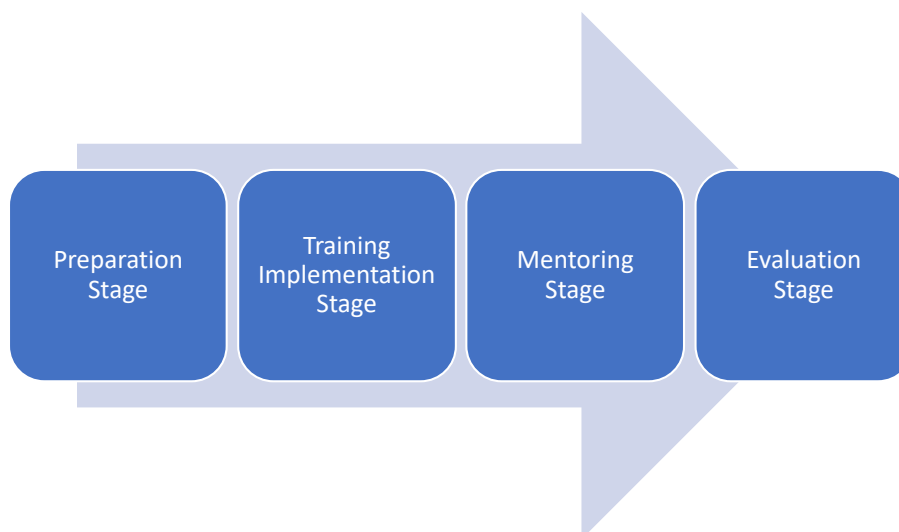 Preparation
Stage
Training
Implementation
Stage
Mentoring
Stage
Evaluation
Stage